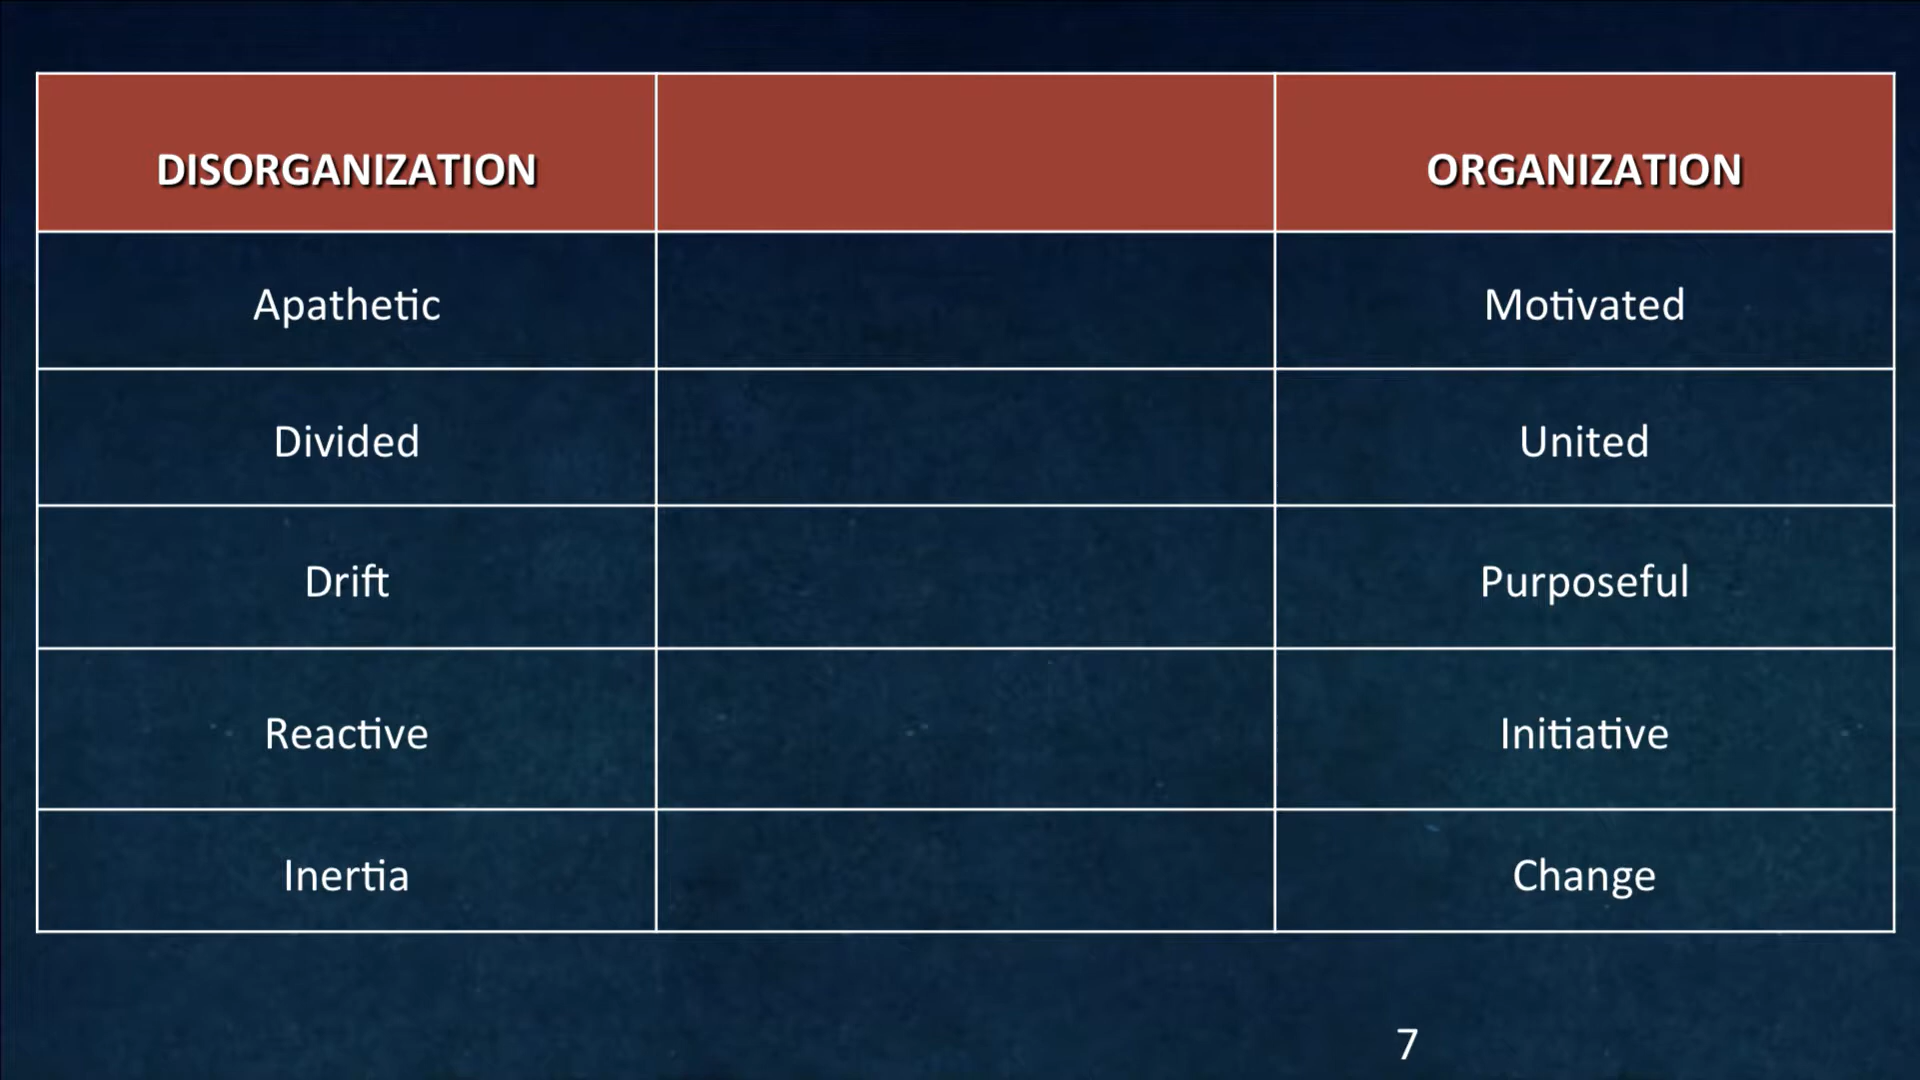 DISORGANIZATION ORGANIZATION
Apathetic Motivated
Divided United
Drift Purposeful
Reactive Initiative
Inertia Change
7